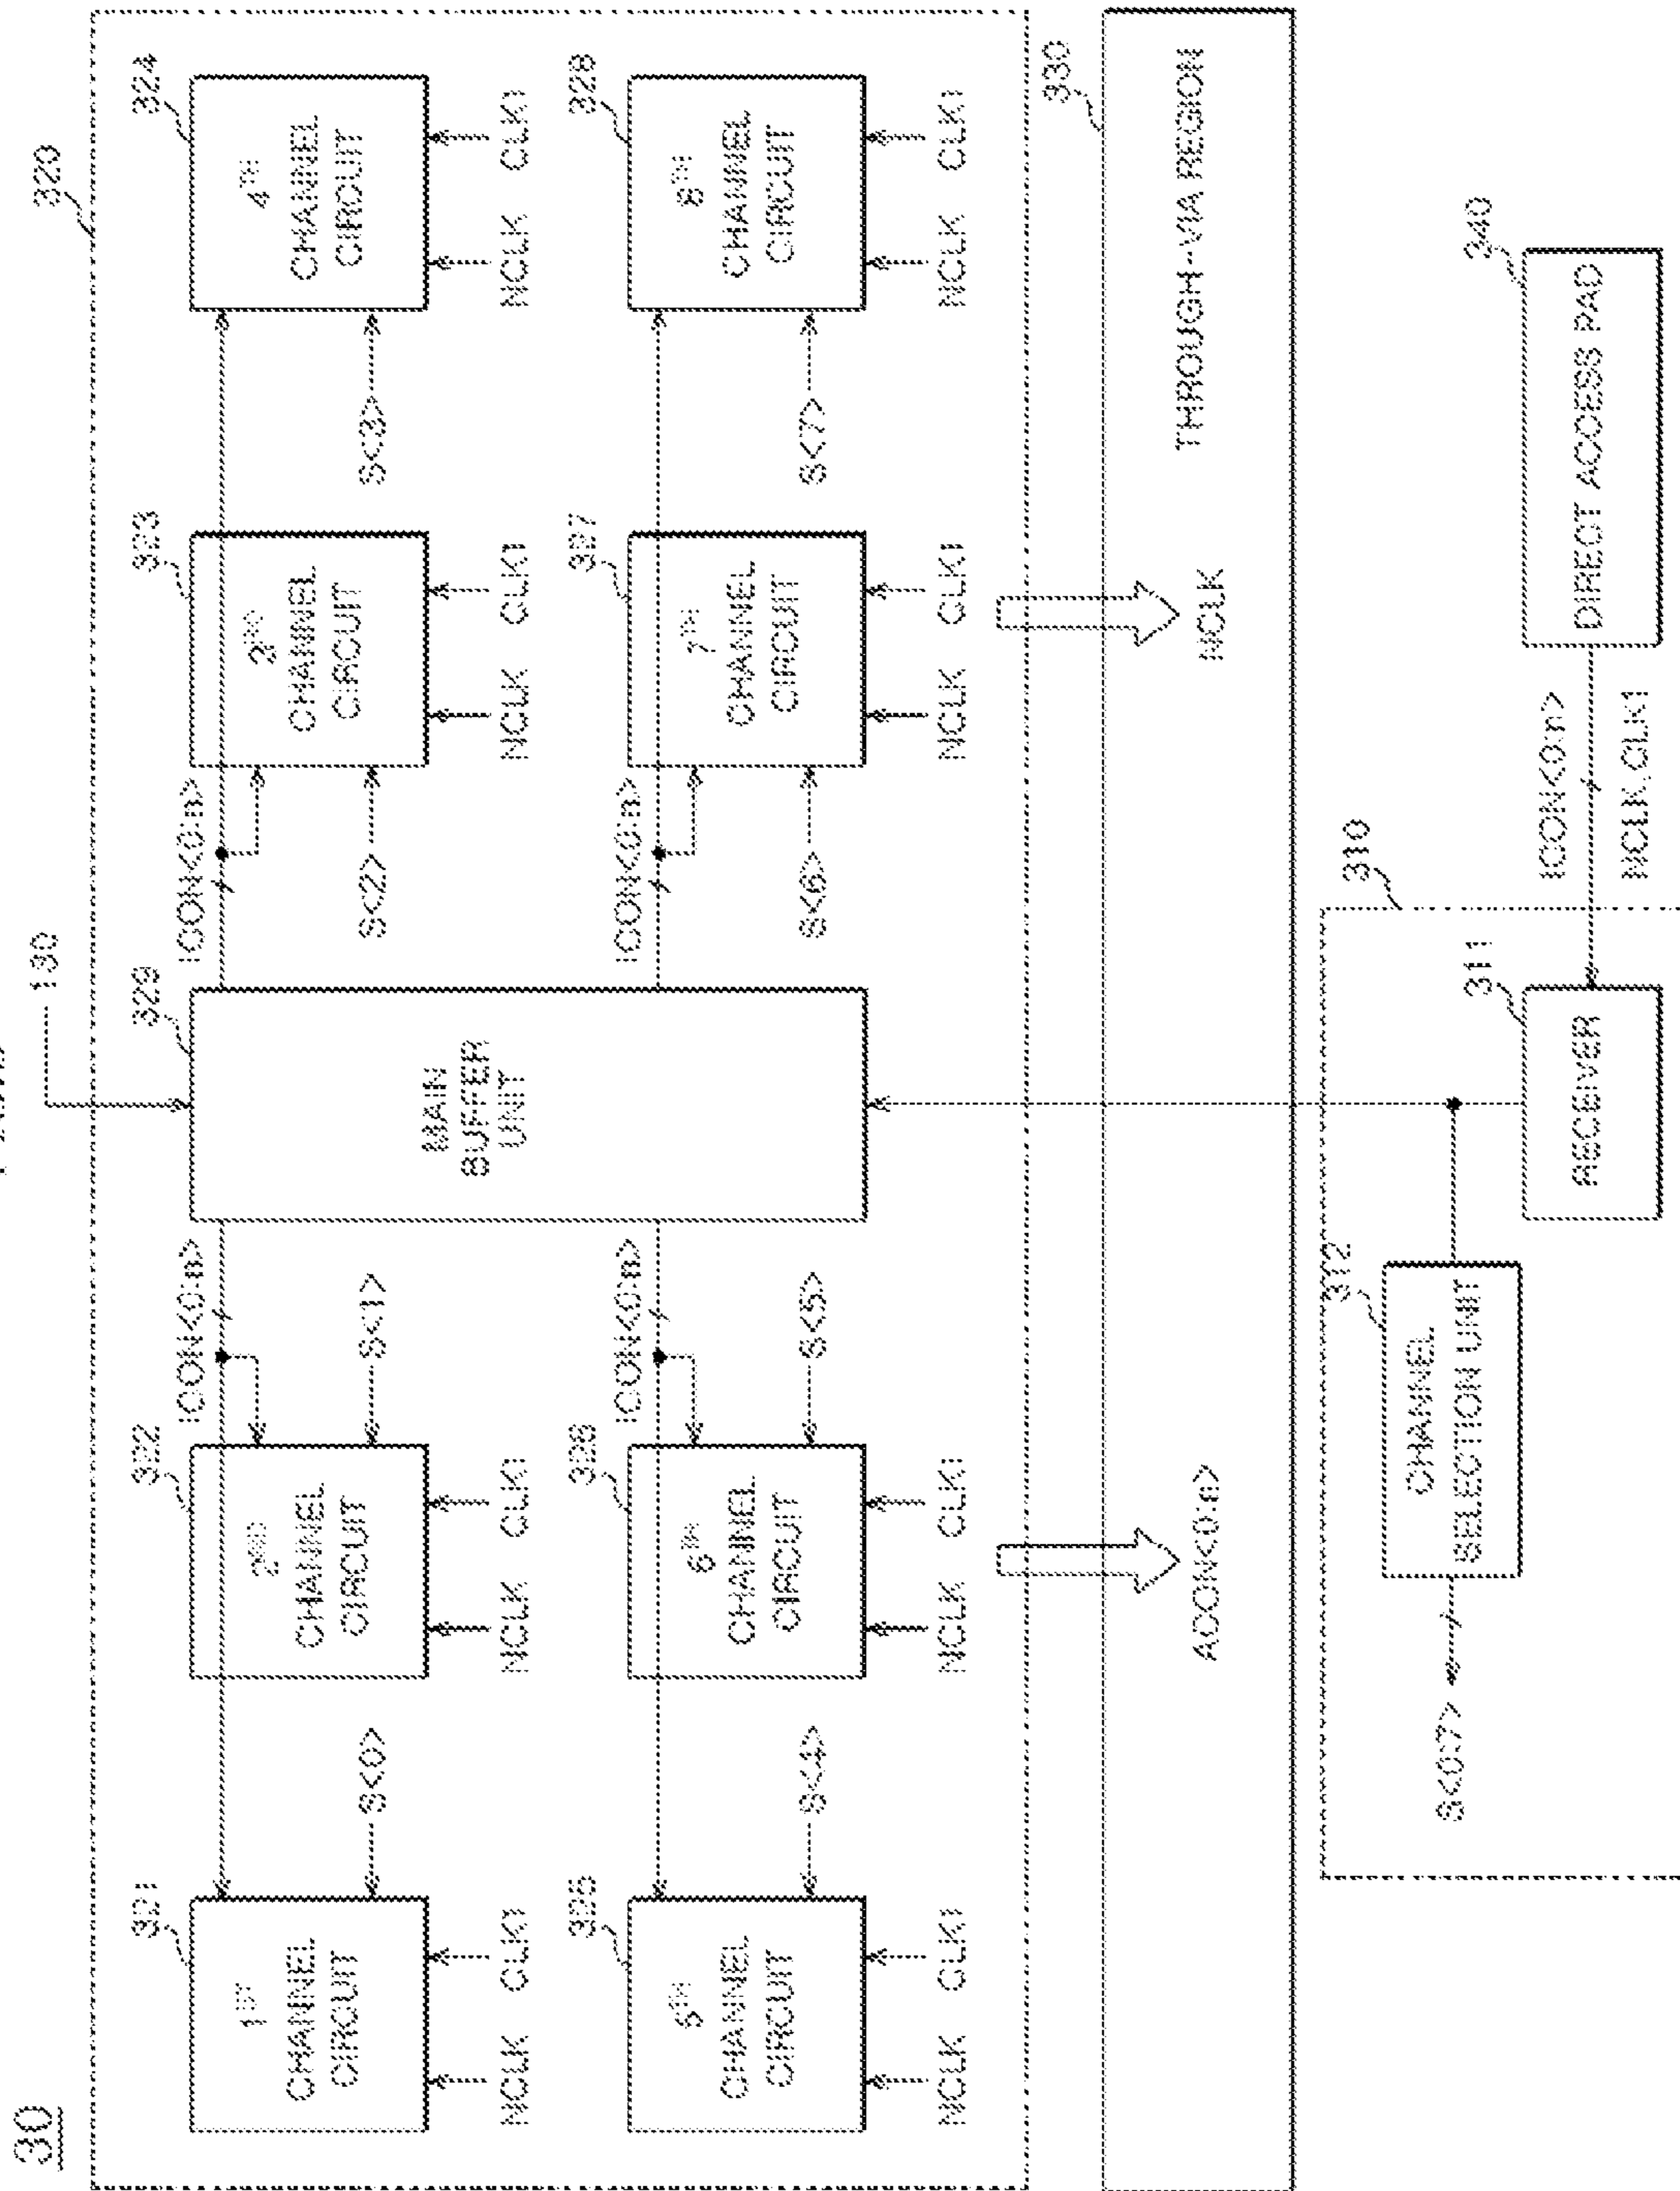 30
130
320
321
1ST
CHANNEL
CIRCUIT
NCLK CLK1
S<0>
322
2ND
CHANNEL
CIRCUIT
NCLK CLK1
S<1>
ICON<0:n>
329
MAIN
BUFFER
UNIT
ICON<0:n>
S<2>
323
3RD
CHANNEL
CIRCUIT
NCLK CLK1
S<3>
324
4TH
CHANNEL
CIRCUIT
NCLK CLK1
325
5TH
CHANNEL
CIRCUIT
NCLK CLK1
S<4>
326
6TH
CHANNEL
CIRCUIT
NCLK CLK1
S<5>
ICON<0:n>
ICON<0:n>
S<6>
327
7TH
CHANNEL
CIRCUIT
NCLK CLK1
S<7>
328
8TH
CHANNEL
CIRCUIT
NCLK CLK1
ACON<0:n>
NCLK
THROUGH-VIA REGION
330
310
S<0:7>
312
CHANNEL
SELECTION UNIT
311
RECEIVER
ICON<0:n>
NCLK,CLK1
340
DIRECT ACCESS PAD